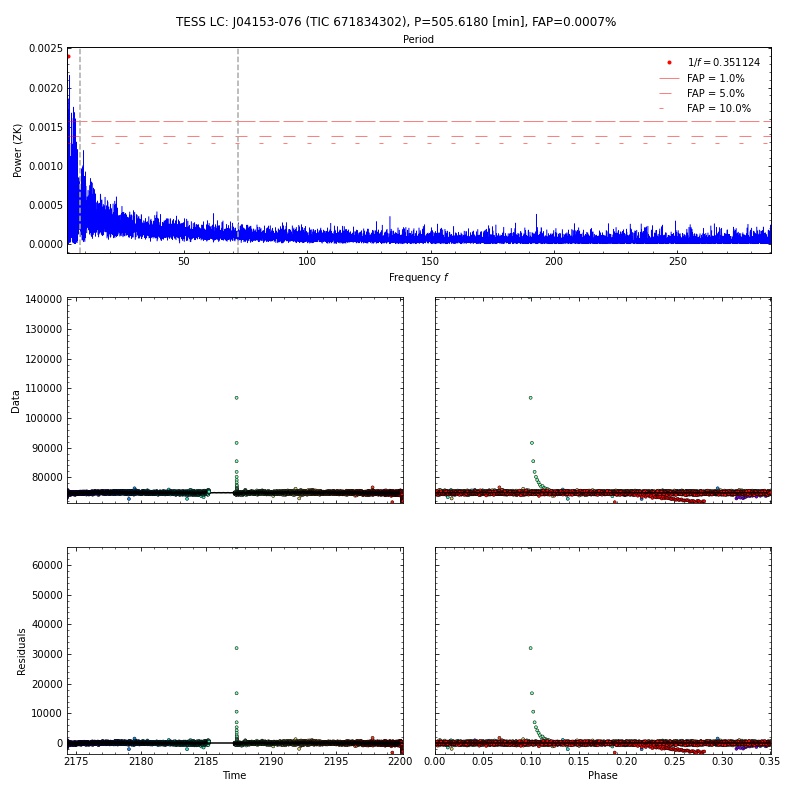 TESS LC: J04153-076 (TIC 671834302), P=505.6180 [min], FAP=0.0007%
Period
0.0025
0.0020
0.0015
0.0010
0.0005
0.0000
Power (ZK)
1/f = 0.351124
FAP = 1.0%
FAP = 5.0%
FAP = 10.0%
50 100 150 200 250
Frequency f
140000
130000
120000
110000
100000
90000
80000
Data
60000
50000
40000
30000
20000
10000
0
Residuals
2175 2180 2185 2190 2195 2200
Time
0.00 0.05 0.10 0.15 0.20 0.25 0.30 0.35
Phase